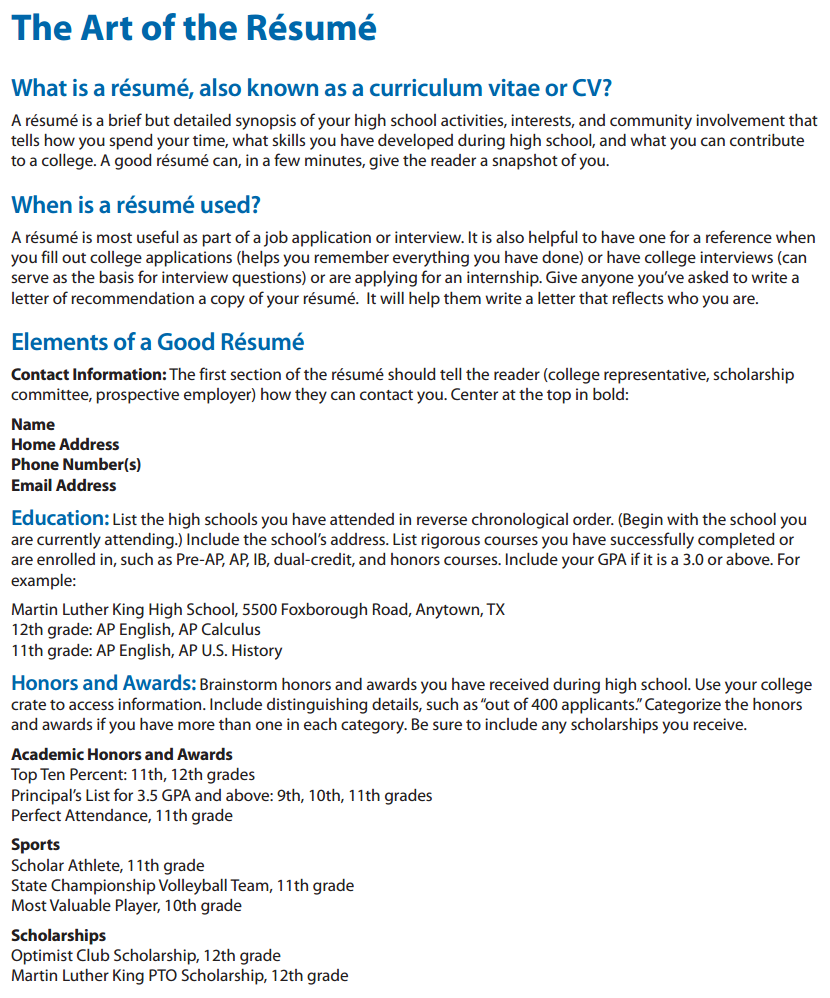 The Art of the Résumé
What is a résumé, also known as a curriculum vitae or CV?
A résumé is a brief but detailed synopsis of your high school activities, interests, and community involvement that
tells how you spend your time, what skills you have developed during high school, and what you can contribute
to a college. A good résumé can, in a few minutes, give the reader a snapshot of you.
When is a résumé used?
A résumé is most useful as part of a job application or interview. It is also helpful to have one for a reference when
you fill out college applications (helps you remember everything you have done) or have college interviews (can
serve as the basis for interview questions) or are applying for an internship. Give anyone you’ve asked to write a
letter of recommendation a copy of your résumé.  It will help them write a letter that reflects who you are.
Elements of a Good Résumé
Contact Information: The first section of the résumé should tell the reader (college representative, scholarship
committee, prospective employer) how they can contact you. Center at the top in bold:
Name
Home Address
Phone Number(s)
Email Address
Education: List the high schools you have attended in reverse chronological order. (Begin with the school you
are currently attending.) Include the school’s address. List rigorous courses you have successfully completed or
are enrolled in, such as Pre-AP, AP, IB, dual-credit, and honors courses. Include your GPA if it is a 3.0 or above. For
example:
Martin Luther King High School, 5500 Foxborough Road, Anytown, TX
12th grade: AP English, AP Calculus
11th grade: AP English, AP U.S. History
Honors and Awards: Brainstorm honors and awards you have received during high school. Use your college
crate to access information. Include distinguishing details, such as “out of 400 applicants.” Categorize the honors
and awards if you have more than one in each category. Be sure to include any scholarships you receive.
Academic Honors and Awards
Top Ten Percent: 11th, 12th grades
Principal’s List for 3.5 GPA and above: 9th, 10th, 11th grades
Perfect Attendance, 11th grade
Sports
Scholar Athlete, 11th grade
State Championship Volleyball Team, 11th grade
Most Valuable Player, 10th grade
Scholarships
Optimist Club Scholarship, 12th grade
Martin Luther King PTO Scholarship, 12th grade